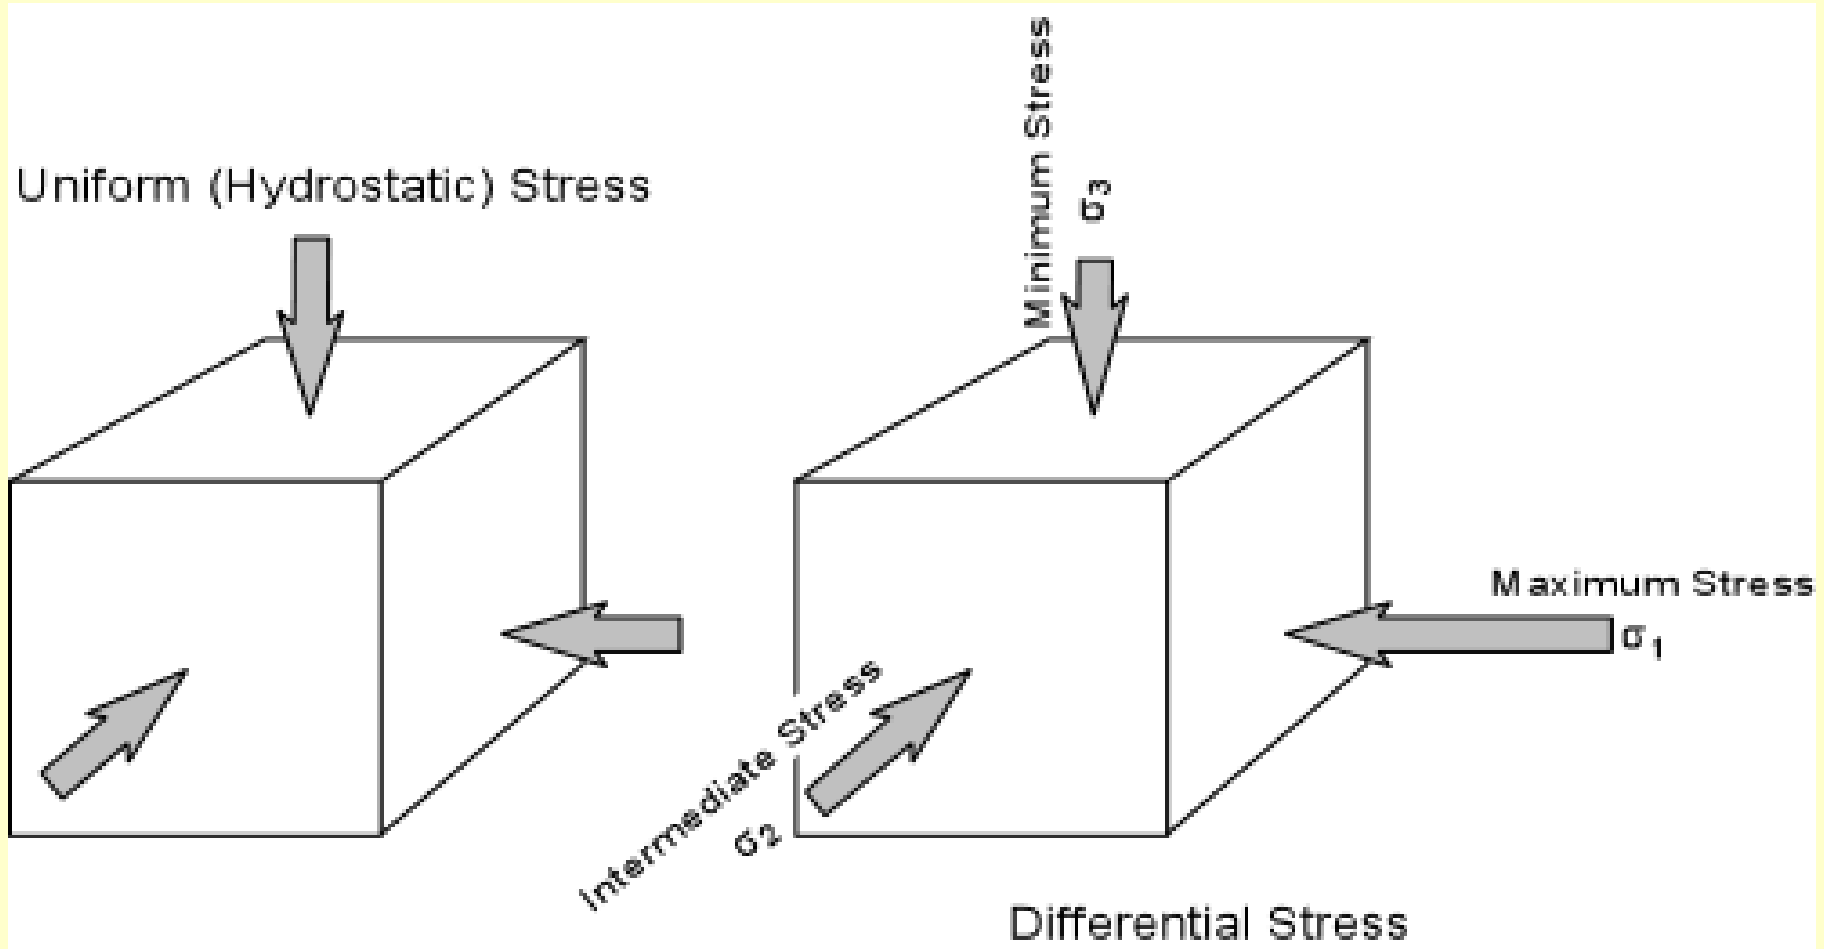 Uniform (Hydrostatic) Stress
Minimum Stress
σ3
Maximum Stress
σ1
Intermediate Stress
σ2
Differential Stress